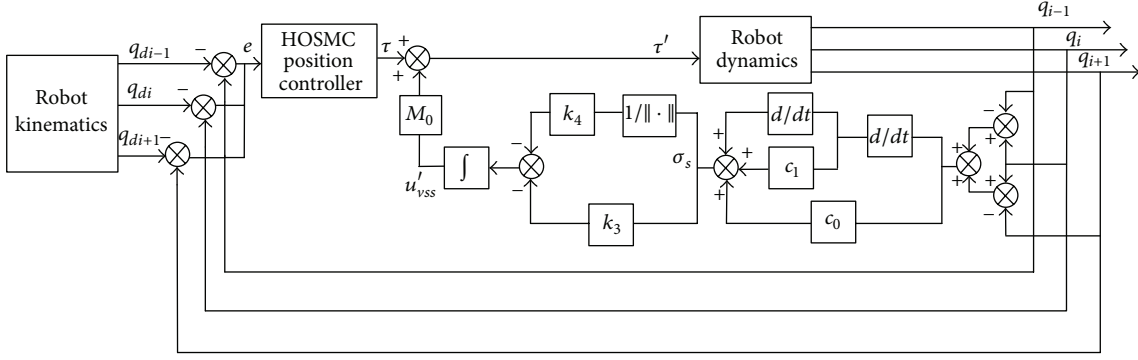 Robot
kinematics
q_{di−1}
q_{di}
q_{di+1}
−
−
−
e
HOSMC
position
controller
τ
+
+
M_0
u′_{vss}
∫
−
−
k_4
1/‖ · ‖
k_3
τ′
σ_s
Robot
dynamics
+
+
+
d/dt
c_1
c_0
d/dt
+
+
−
+
+
−
q_{i−1}
q_i
q_{i+1}